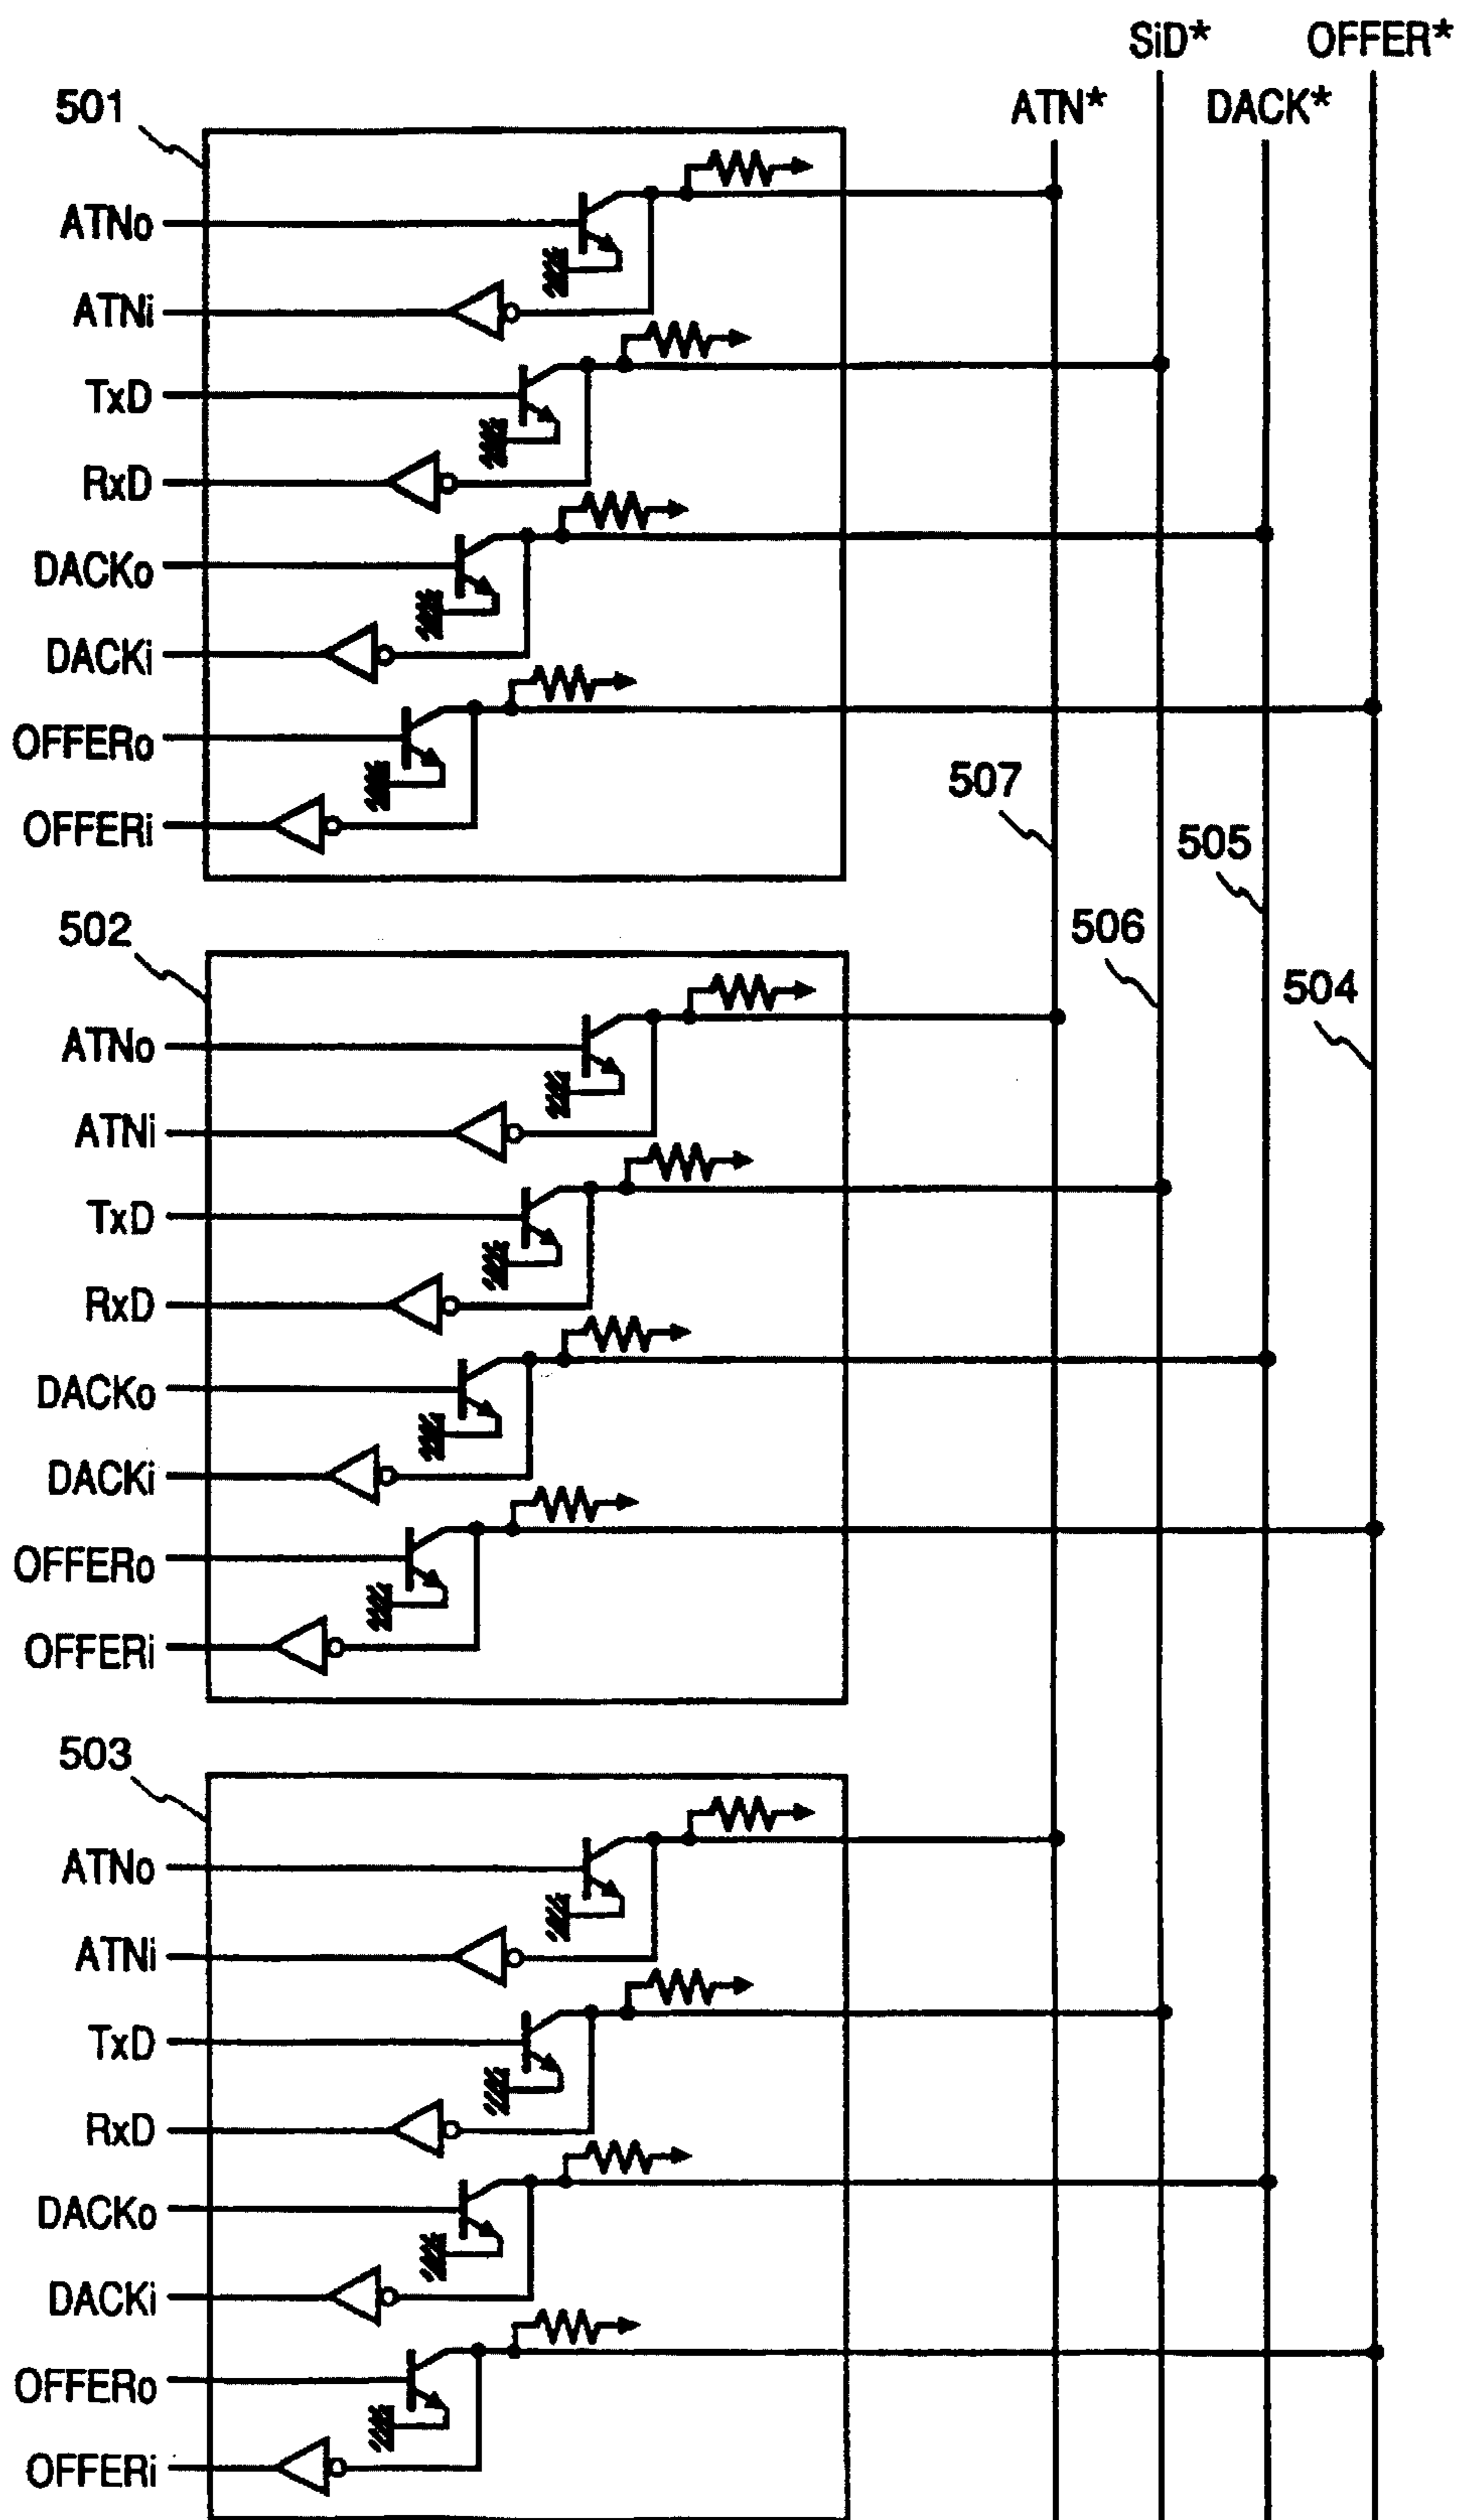 SiD* OFFER*
ATN* DACK*
501
ATNo
ATNi
TxD
RxD
DACKo
DACKi
OFFERo
OFFERi
507
505
506
504
502
ATNo
ATNi
TxD
RxD
DACKo
DACKi
OFFERo
OFFERi
503
ATNo
ATNi
TxD
RxD
DACKo
DACKi
OFFERo
OFFERi